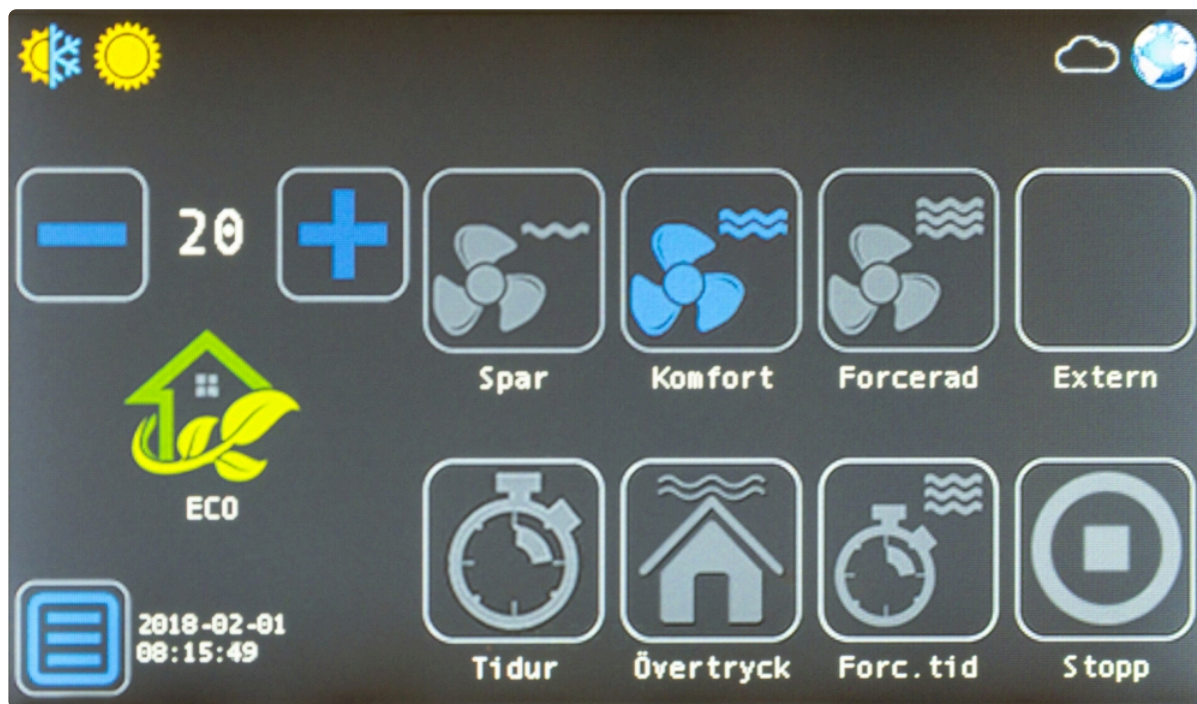 20
Spar
Komfort
Forcerad
Extern
ECO
2018-02-01
08:15:49
Tidur
Övertryck
Forc.tid
Stopp